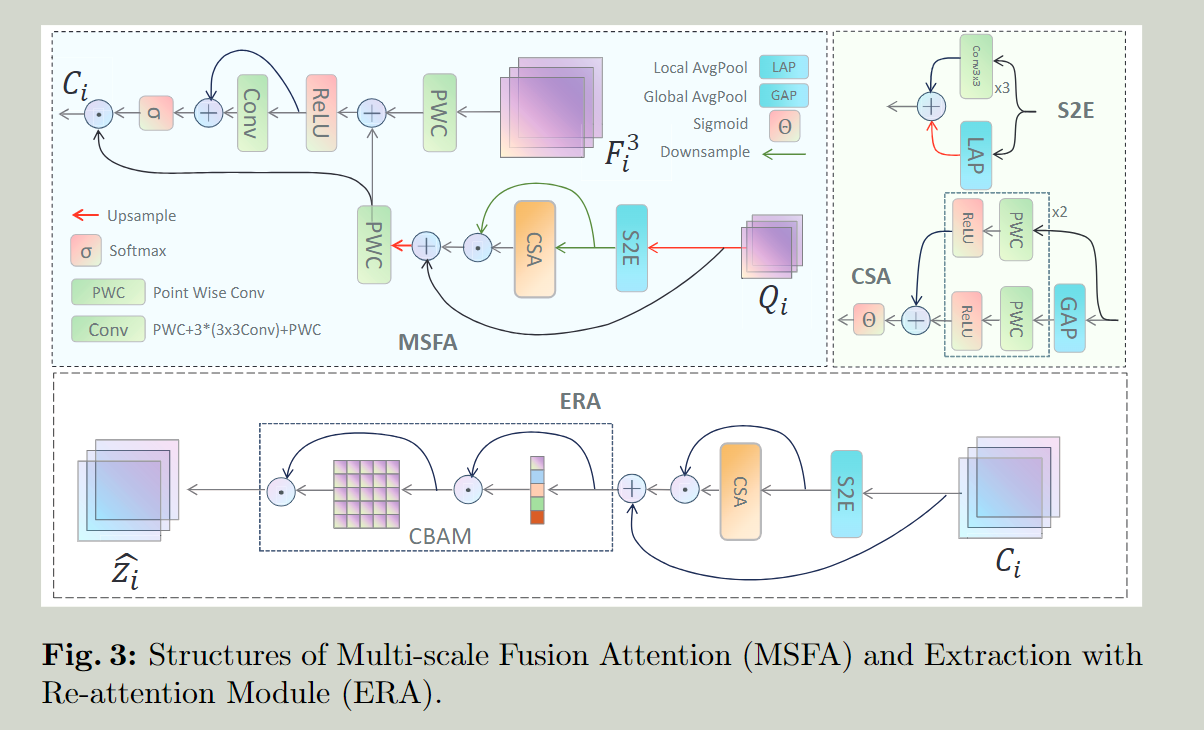 C_i
σ
Conv
ReLU
PWC
F_i^3
Local AvgPool
LAP
Global AvgPool
GAP
Sigmoid
Θ
Downsample
Upsample
σ
Softmax
PWC
Point Wise Conv
Conv
PWC+3*(3x3Conv)+PWC
PWC
CSA
S2E
Q_i
MSFA
Conv3x3
x3
S2E
LAP
x2
ReLU
PWC
CSA
Θ
ReLU
PWC
GAP
ERA
CBAM
CSA
S2E
Ẑ_i
C_i
Fig. 3: Structures of Multi-scale Fusion Attention (MSFA) and Extraction with
Re-attention Module (ERA).